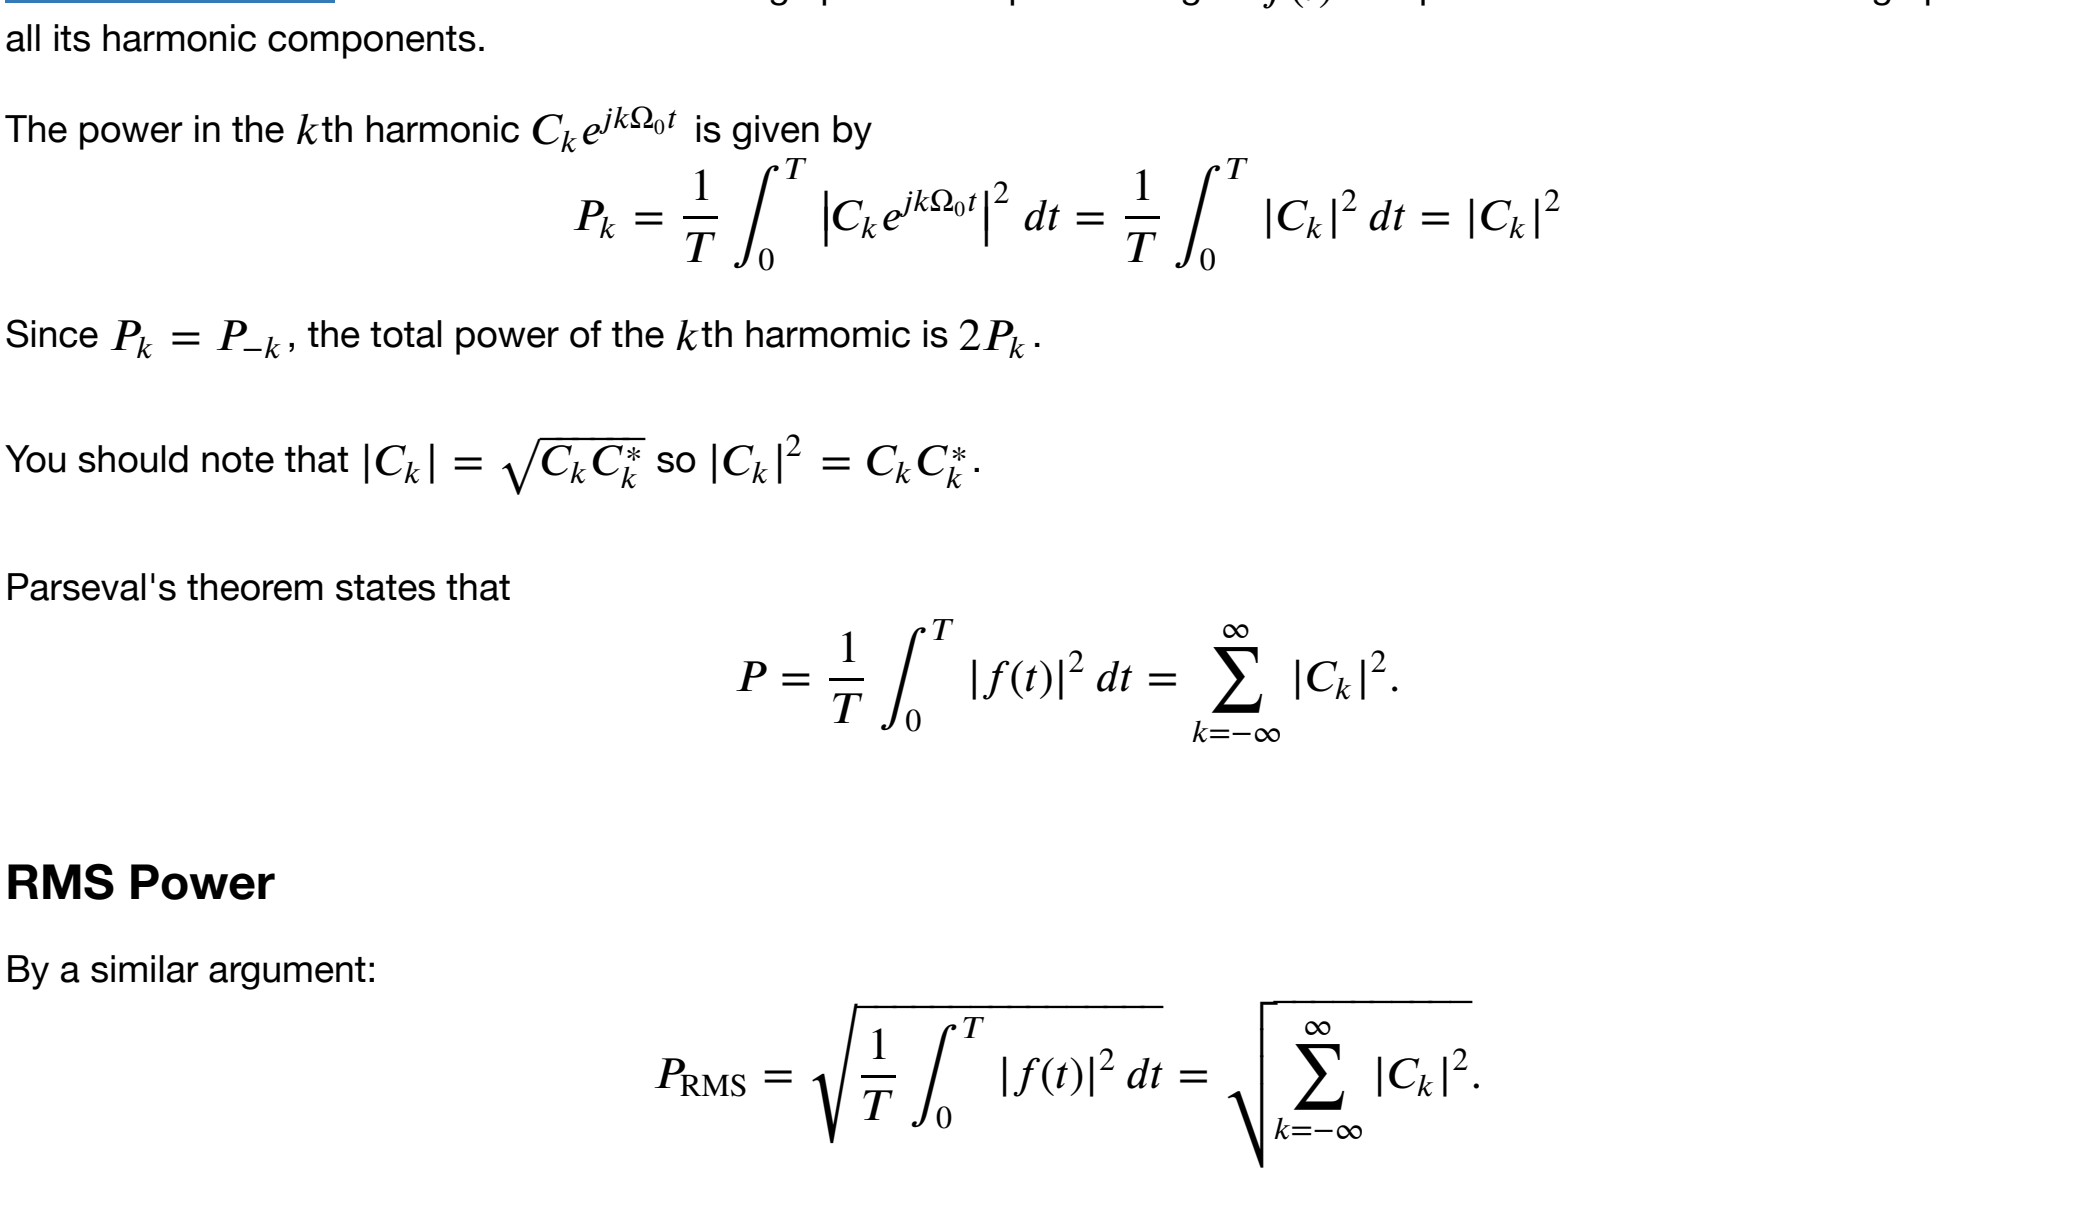 all its harmonic components.
The power in the kth harmonic C_k e^{jkΩ_0 t} is given by
P_k = \frac{1}{T} \int_0^T |C_k e^{jkΩ_0 t}|^2 dt = \frac{1}{T} \int_0^T |C_k|^2 dt = |C_k|^2
Since P_k = P_{-k}, the total power of the kth harmomic is 2P_k.
You should note that |C_k| = \sqrt{C_k C_k^*} so |C_k|^2 = C_k C_k^*.
Parseval's theorem states that
P = \frac{1}{T} \int_0^T |f(t)|^2 dt = \sum_{k=-∞}^{∞} |C_k|^2.
RMS Power
By a similar argument:
P_{RMS} = \sqrt{\frac{1}{T} \int_0^T |f(t)|^2 dt} = \sqrt{\sum_{k=-∞}^{∞} |C_k|^2}.